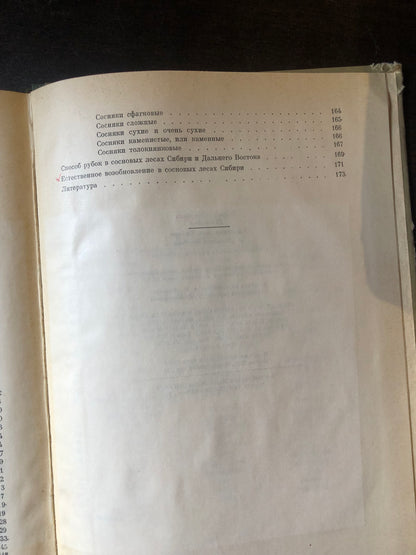 Сосняки сфагновые . . . . . . . . . . . . . . . . 164
Сосняки сложные . . . . . . . . . . . . . . . . 165
Сосняки сухие и очень сухие . . . . . . . . . . . . 166
Сосняки каменистые, или каменные . . . . . . . . . . 166
Сосняки толокнянковые . . . . . . . . . . . . . . 167
Способ рубок в сосновых лесах Сибири и Дальнего Востока . . . . . . 169
Естественное возобновление в сосновых лесах Сибири . . . . . . . . 171
Литература . . . . . . . . . . . . . . . . . . . . 173